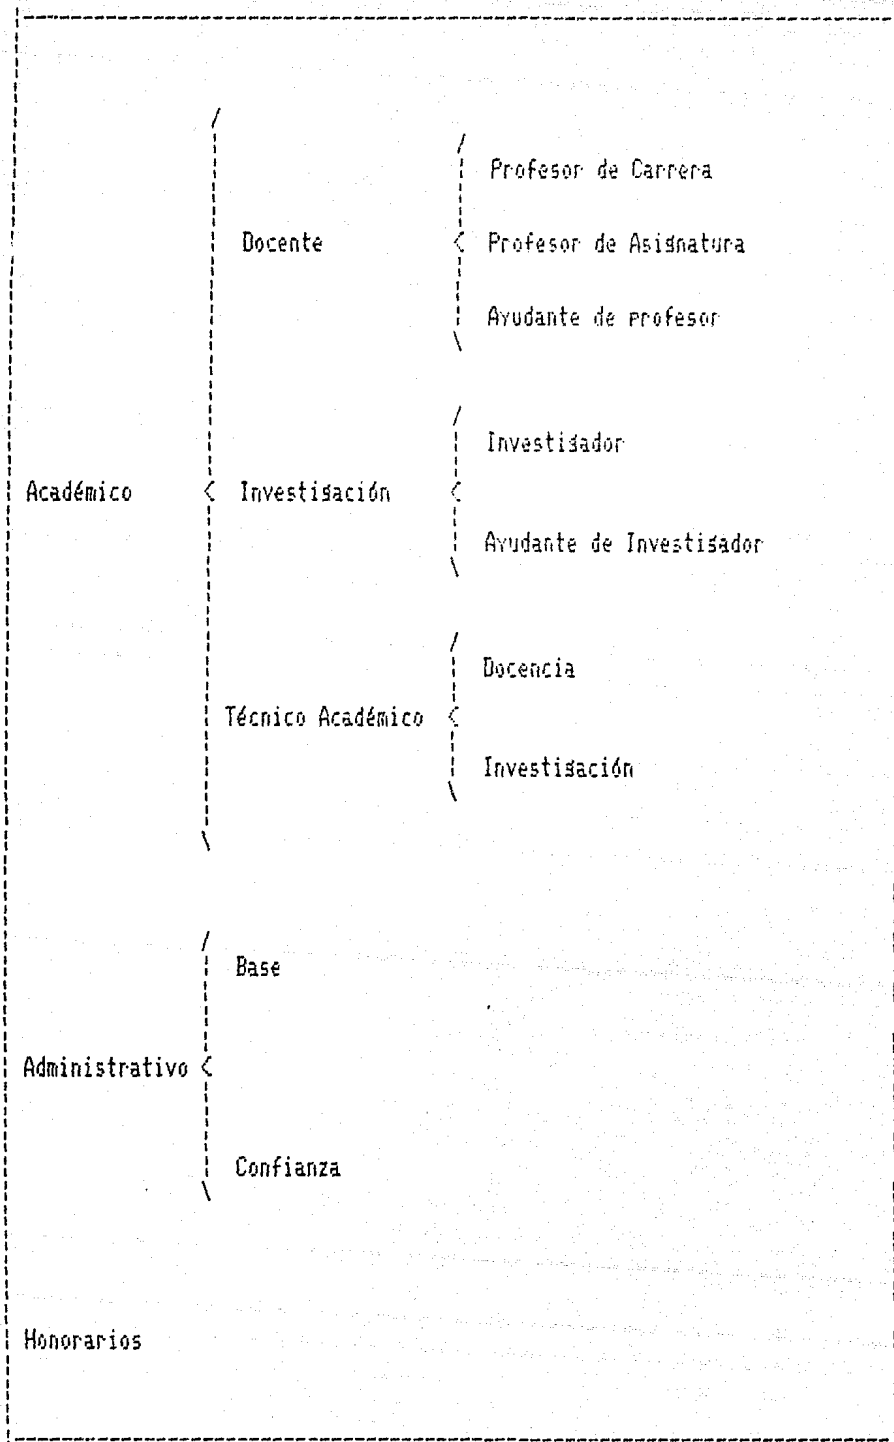 Profesor de Carrera
Docente Profesor de Asignatura
Ayudante de profesor
Investigador
Académico Investigación
Ayudante de Investigador
Docencia
Técnico Académico
Investigación
Base
Administrativo
Confianza
Honorarios